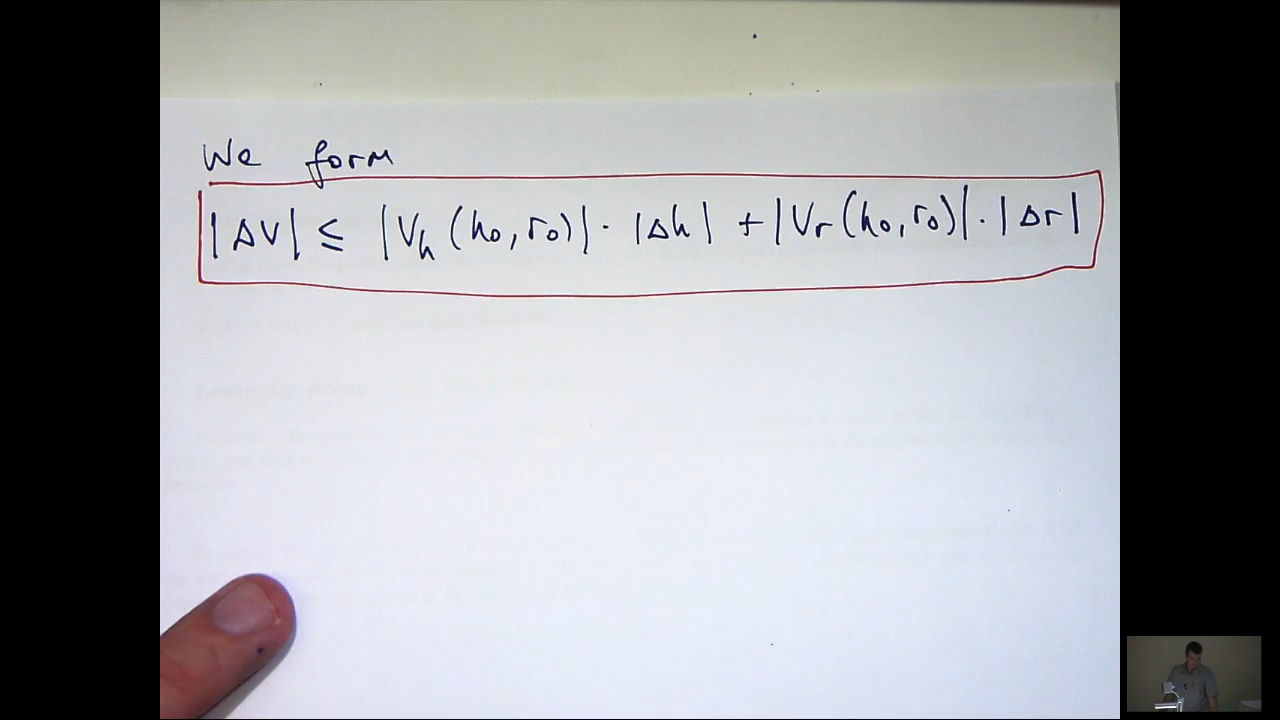 We form
|ΔV| ≤ |V_h (h₀, r₀)| · |Δh| + |V_r (h₀, r₀)| · |Δr|